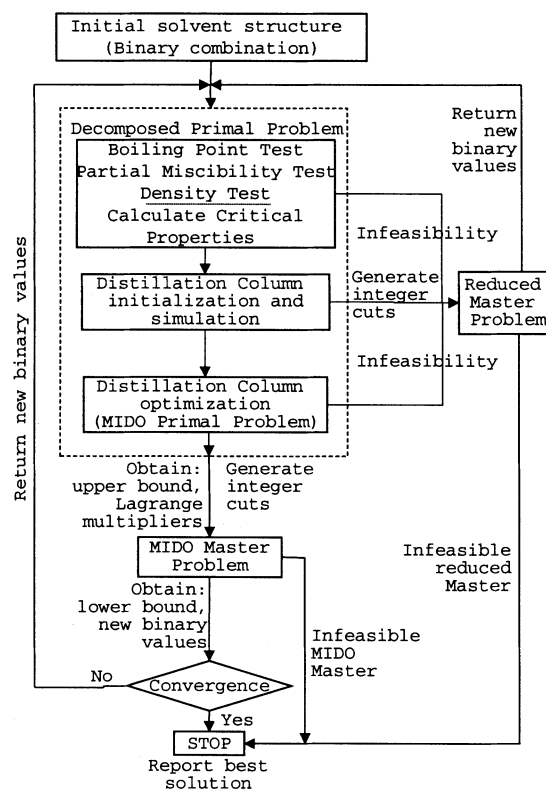 Initial solvent structure
(Binary combination)
Return
new
binary
values
Decomposed Primal Problem
Boiling Point Test
Partial Miscibility Test
Density Test
Calculate Critical
Properties
Infeasibility
Distillation Column
initialization and
simulation
Generate
integer
cuts
Reduced
Master
Problem
Infeasibility
Distillation Column
optimization
(MIDO Primal Problem)
Return new binary values
Obtain:
upper bound,
Lagrange
multipliers
Generate
integer
cuts
MIDO Master
Problem
Infeasible
reduced
Master
Obtain:
lower bound,
new binary
values
Infeasible
MIDO
Master
No
Convergence
Yes
STOP
Report best
solution